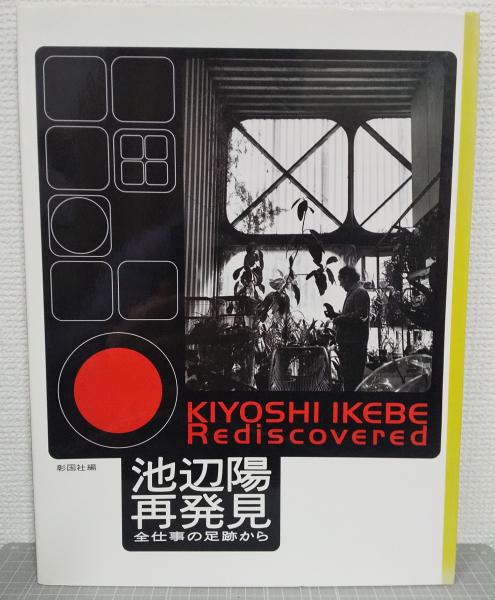 KIYOSHI IKEBE
Rediscovered
彰国社編
池辺陽
再発見
全仕事の足跡から